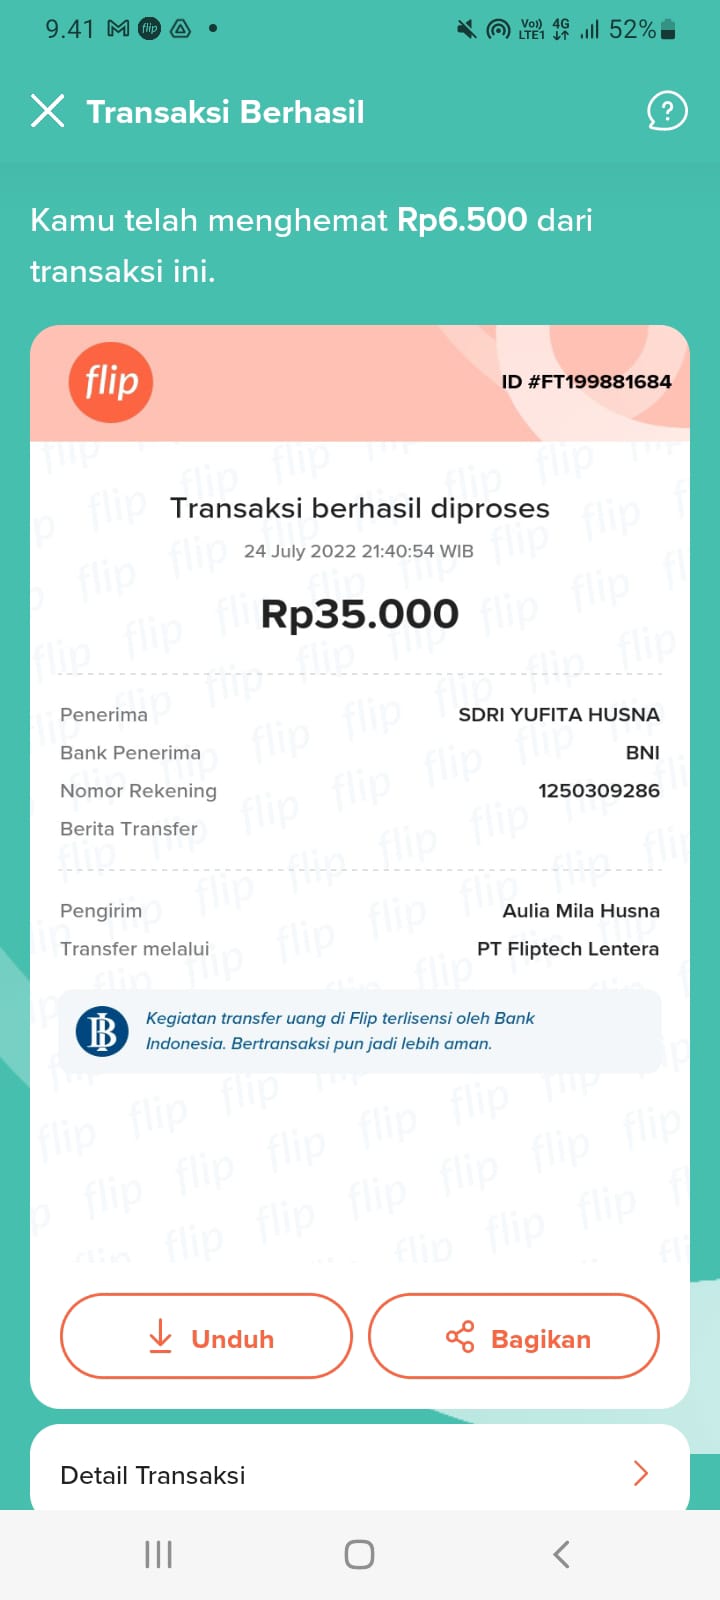 9.41 flip Vo)) LTE1 4G 52%
Transaksi Berhasil ?
Kamu telah menghemat Rp6.500 dari
transaksi ini.
flip ID #FT199881684
Transaksi berhasil diproses
24 July 2022 21:40:54 WIB
Rp35.000
Penerima SDRI YUFITA HUSNA
Bank Penerima BNI
Nomor Rekening 1250309286
Berita Transfer
Pengirim Aulia Mila Husna
Transfer melalui PT Fliptech Lentera
Kegiatan transfer uang di Flip terlisensi oleh Bank
Indonesia. Bertransaksi pun jadi lebih aman.
Unduh Bagikan
Detail Transaksi